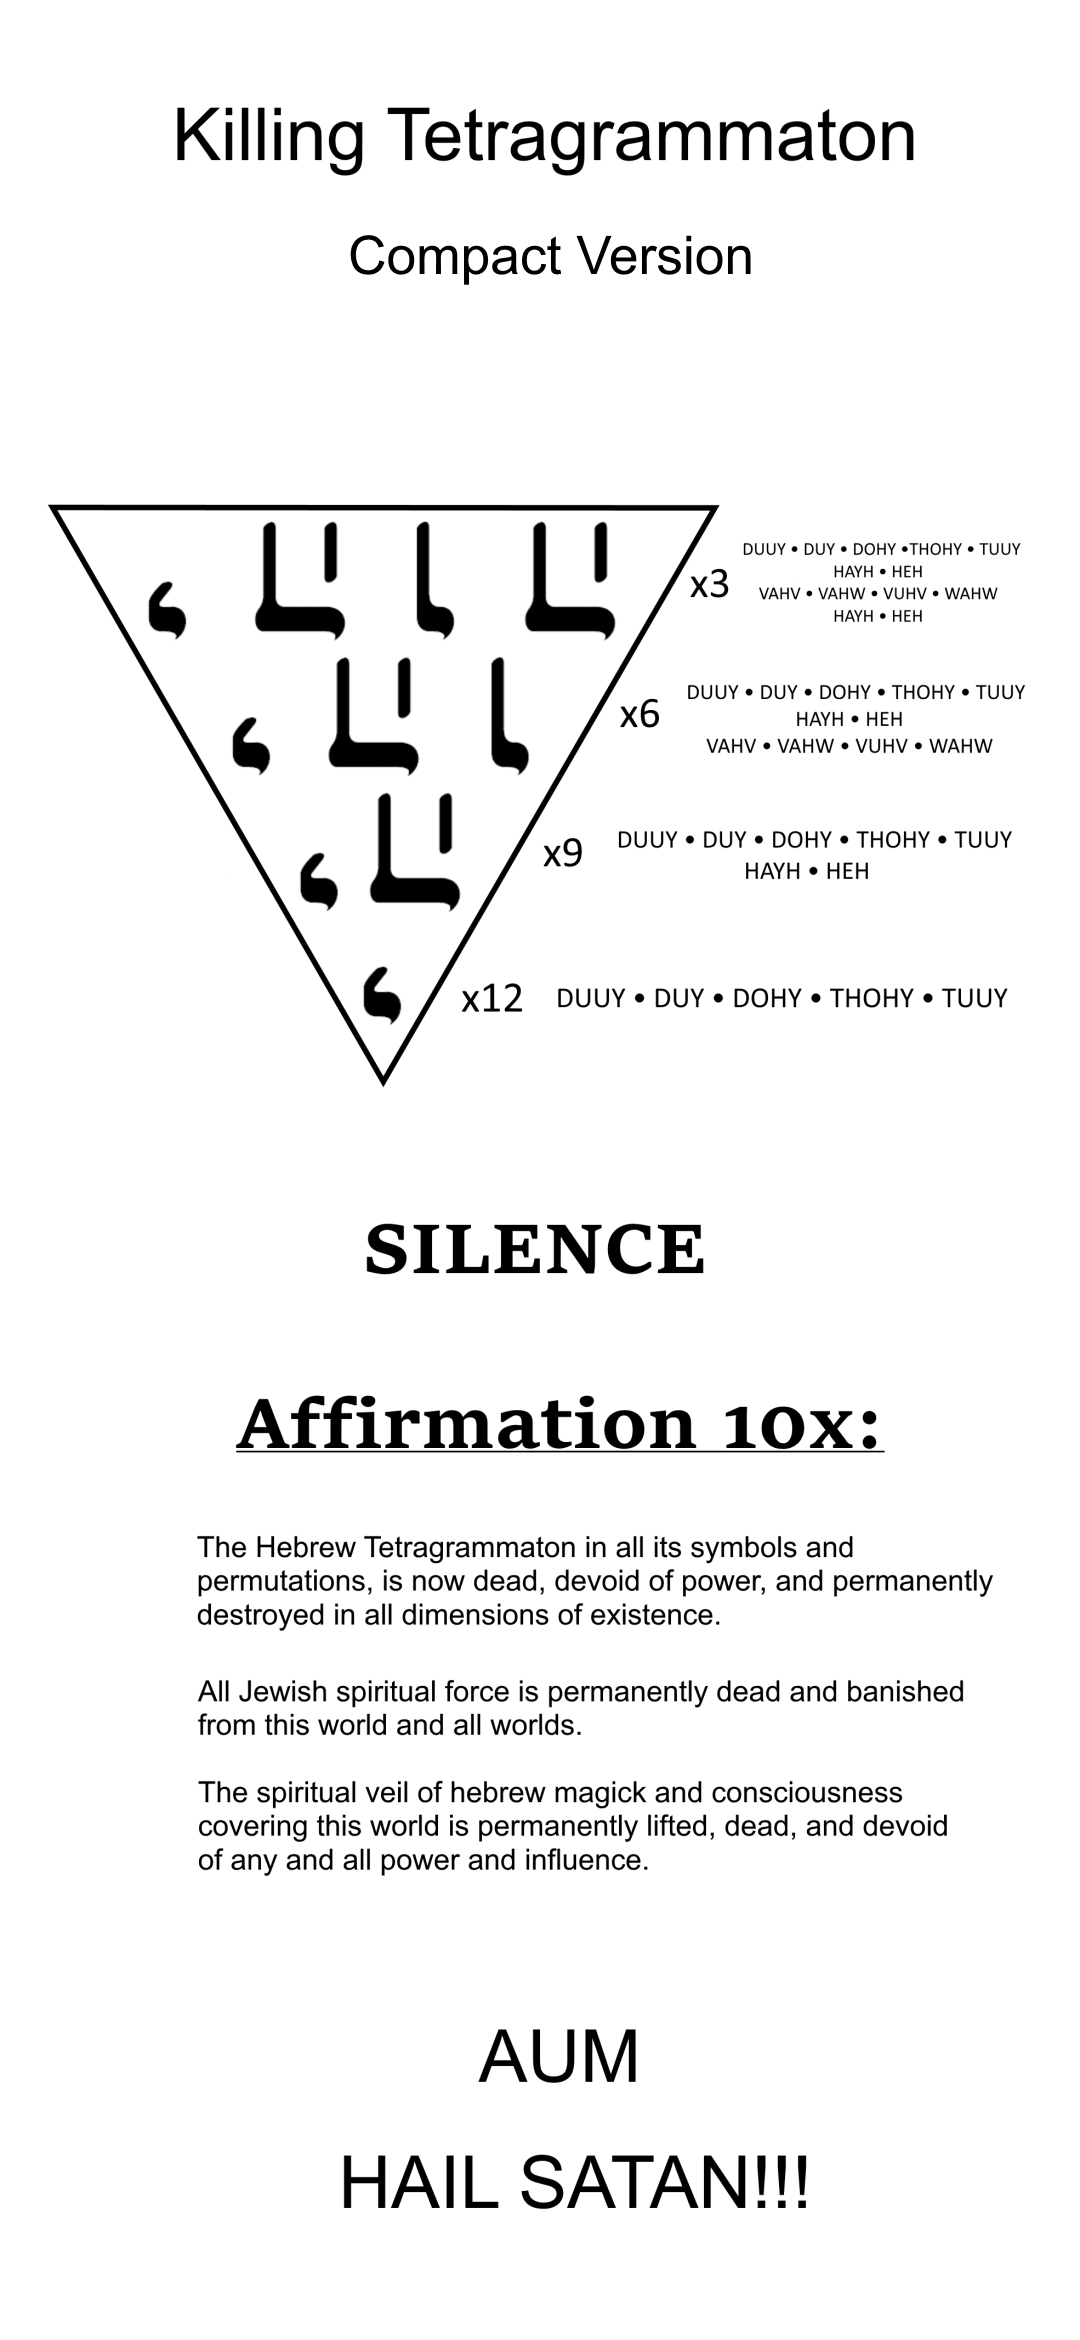 Killing Tetragrammaton
Compact Version
יהוה
x3
DUUY • DUY • DOHY •THOHY • TUUY
HAYH • HEH
VAHV • VAHW • VUHV • WAHW
HAYH • HEH
יהו
x6
DUUY • DUY • DOHY • THOHY • TUUY
HAYH • HEH
VAHV • VAHW • VUHV • WAHW
יה
x9
DUUY • DUY • DOHY • THOHY • TUUY
HAYH • HEH
י
x12
DUUY • DUY • DOHY • THOHY • TUUY
SILENCE
Affirmation 10x:
The Hebrew Tetragrammaton in all its symbols and
permutations, is now dead, devoid of power, and permanently
destroyed in all dimensions of existence.
All Jewish spiritual force is permanently dead and banished
from this world and all worlds.
The spiritual veil of hebrew magick and consciousness
covering this world is permanently lifted, dead, and devoid
of any and all power and influence.
AUM
HAIL SATAN!!!